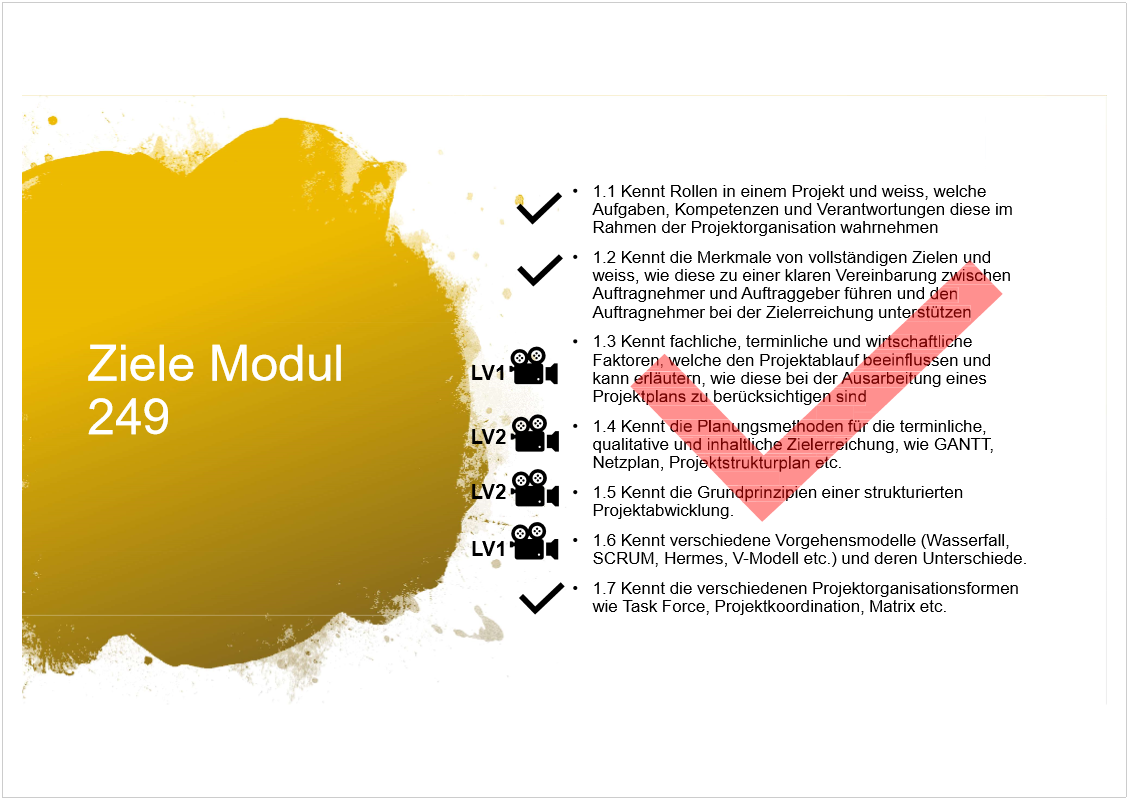 Ziele Modul
249
• 1.1 Kennt Rollen in einem Projekt und weiss, welche
Aufgaben, Kompetenzen und Verantwortungen diese im
Rahmen der Projektorganisation wahrnehmen
• 1.2 Kennt die Merkmale von vollständigen Zielen und
weiss, wie diese zu einer klaren Vereinbarung zwischen
Auftragnehmer und Auftraggeber führen und den
Auftragnehmer bei der Zielerreichung unterstützen
LV1
• 1.3 Kennt fachliche, terminliche und wirtschaftliche
Faktoren, welche den Projektablauf beeinflussen und
kann erläutern, wie diese bei der Ausarbeitung eines
Projektplans zu berücksichtigen sind
LV2
• 1.4 Kennt die Planungsmethoden für die terminliche,
qualitative und inhaltliche Zielerreichung, wie GANTT,
Netzplan, Projektstrukturplan etc.
LV2
• 1.5 Kennt die Grundprinzipien einer strukturierten
Projektabwicklung.
LV1
• 1.6 Kennt verschiedene Vorgehensmodelle (Wasserfall,
SCRUM, Hermes, V-Modell etc.) und deren Unterschiede.
• 1.7 Kennt die verschiedenen Projektorganisationsformen
wie Task Force, Projektkoordination, Matrix etc.